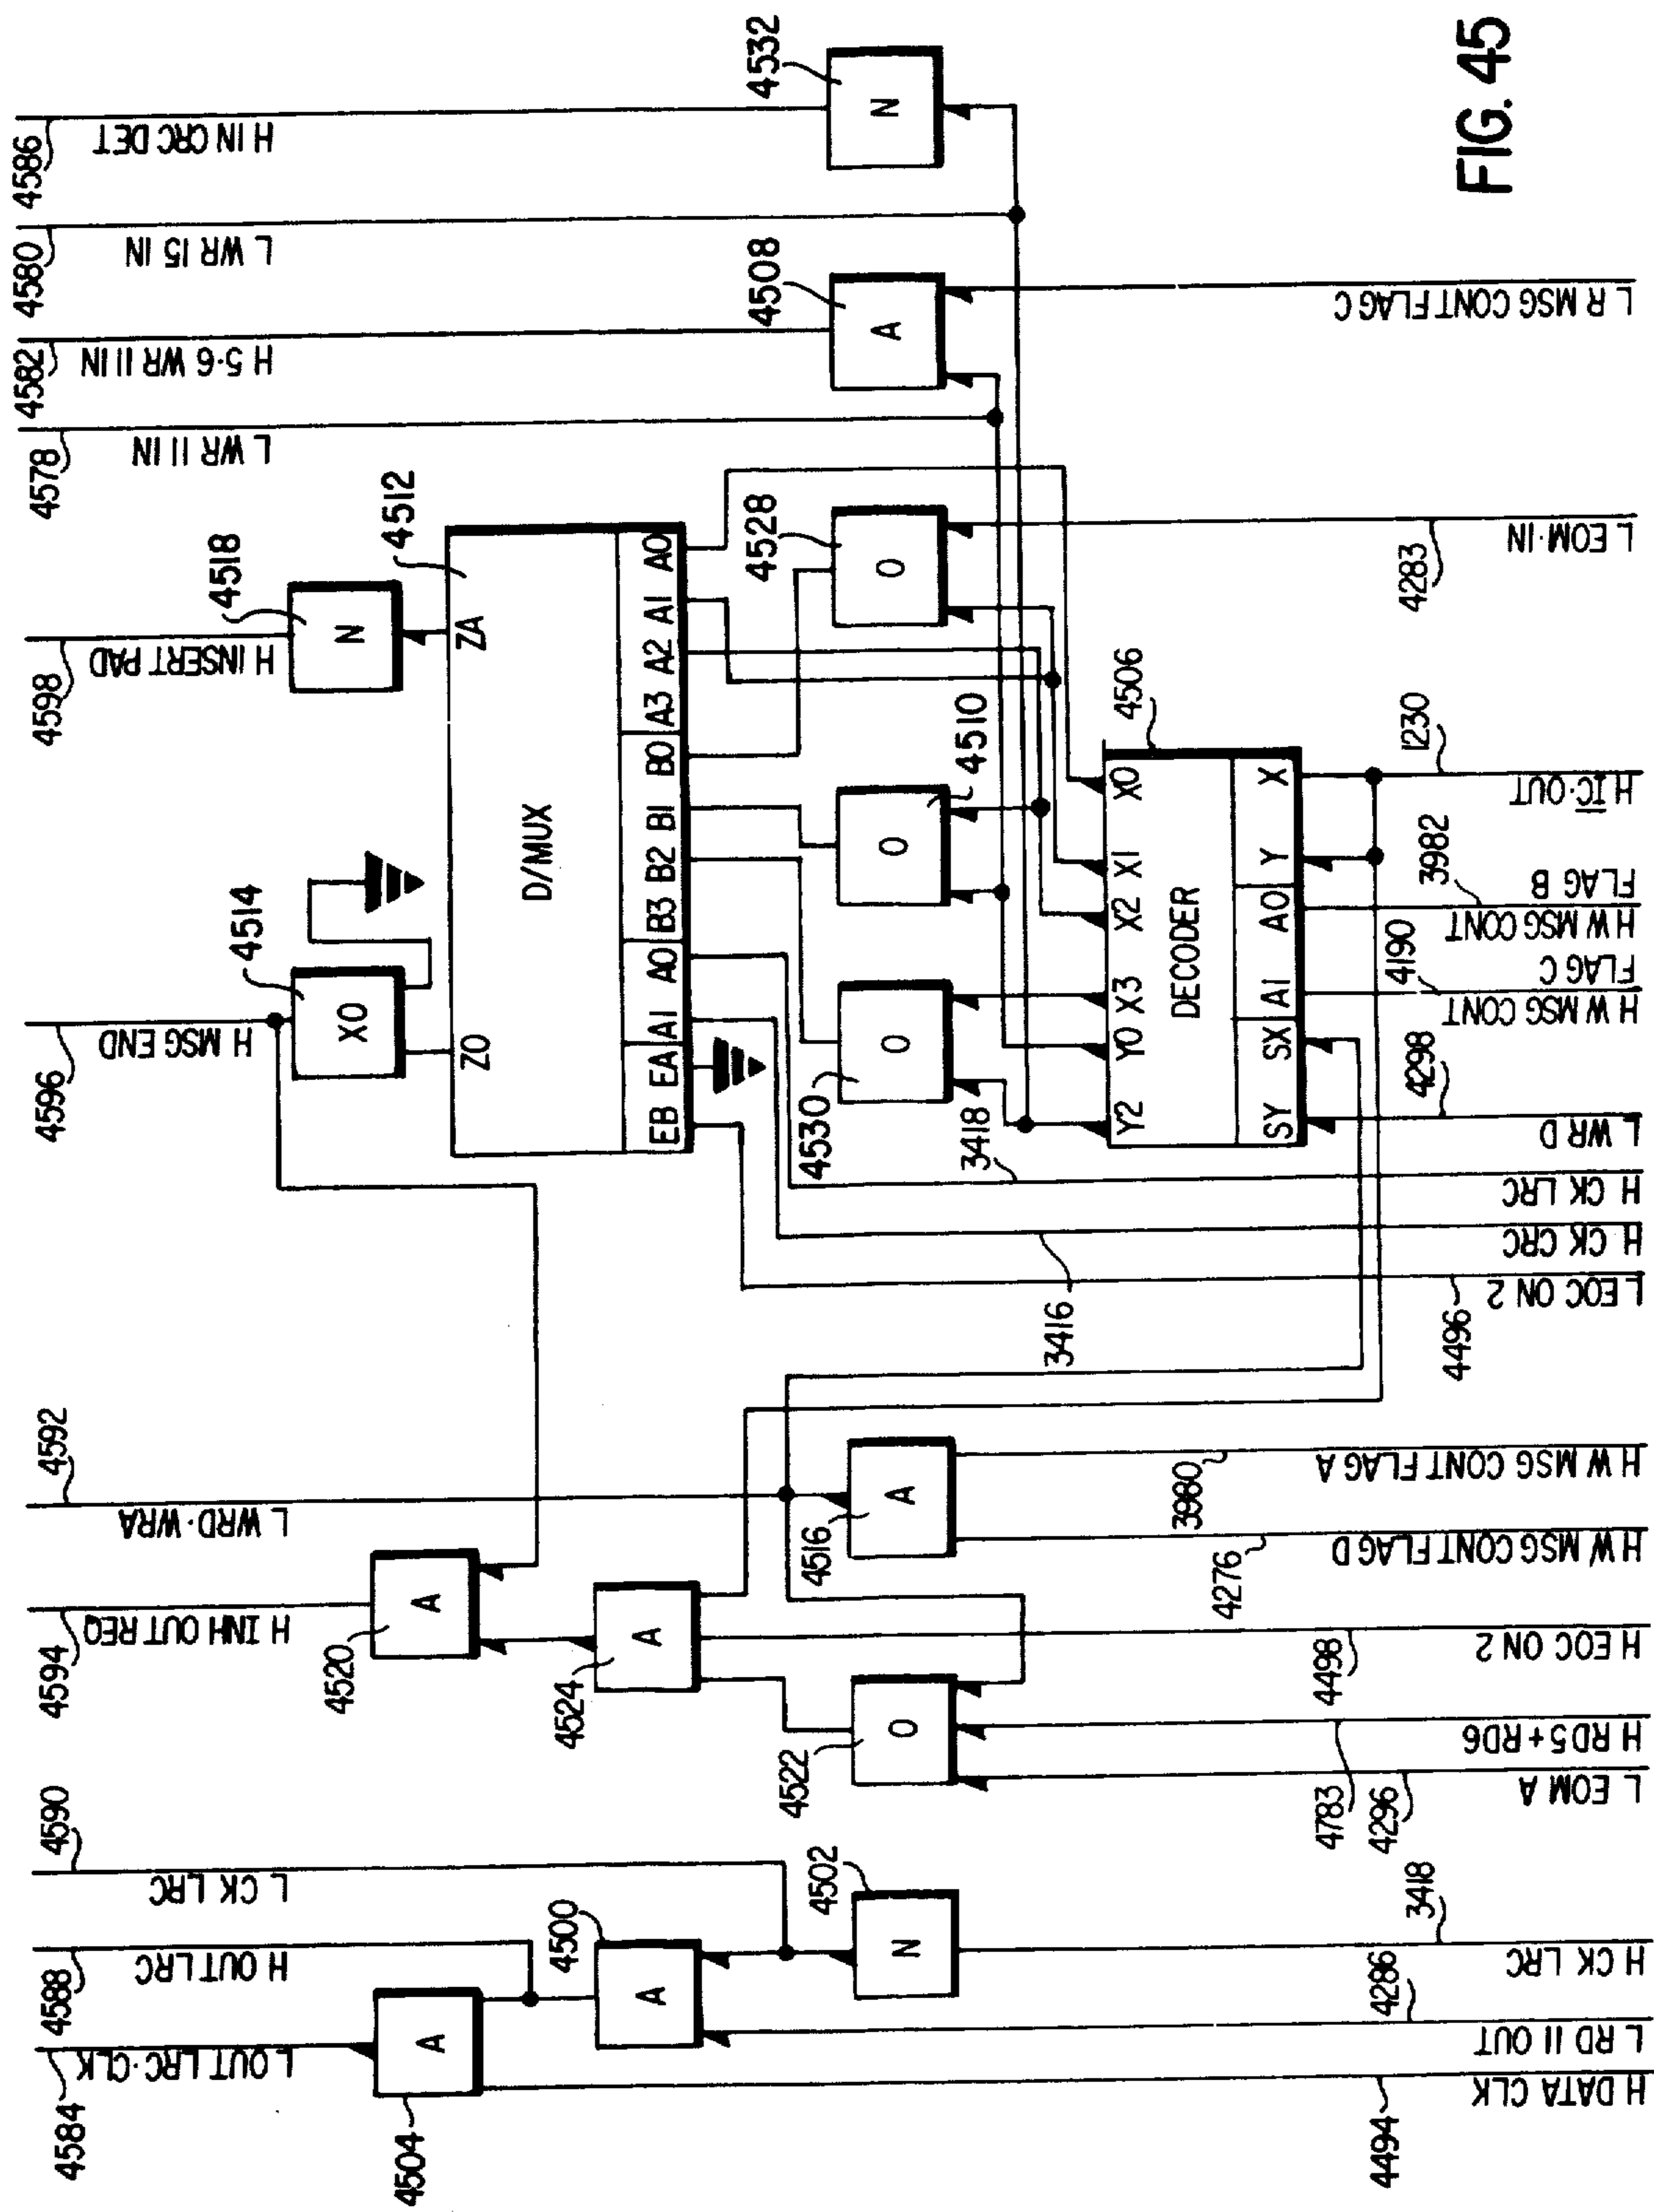 FIG. 45
4584
L OUT LRC·CLK
4588
H OUT LRC
4590
L CK LRC
4594
H INH OUT REQ
4592
L WRD·WRA
4596
H MSG END
4598
H INSERT PAD
4578
L WR 11 IN
4582
H 5·6 WR 11 IN
4580
L WR 15 IN
4586
H IN CRC DET
4504
A
4500
A
4502
N
4520
A
4524
A
4522
O
4516
A
4514
XO
4518
N
4512
D/MUX
ZO
ZA
EB
EA
A1
A0
B3
B2
B1
B0
A3
A2
A1
A0
4530
O
4510
O
4528
O
4508
A
4532
N
4506
DECODER
Y2
Y0
X3
X2
X1
X0
SY
SX
A1
A0
Y
X
4494
H DATA CLK
4286
L RD 11 OUT
3418
H CK LRC
4296
L EOM A
4783
H RD5+RD6
4498
H EOC ON 2
4276
H W MSG CONT FLAG D
3980
H W MSG CONT FLAG A
4496
L EOC ON 2
3416
H CK CRC
3418
H CK LRC
4298
L WR D
4190
H W MSG CONT
FLAG C
3982
H W MSG CONT
FLAG B
1230
H IC·OUT
4283
L EOM·IN
L R MSG CONT FLAG C